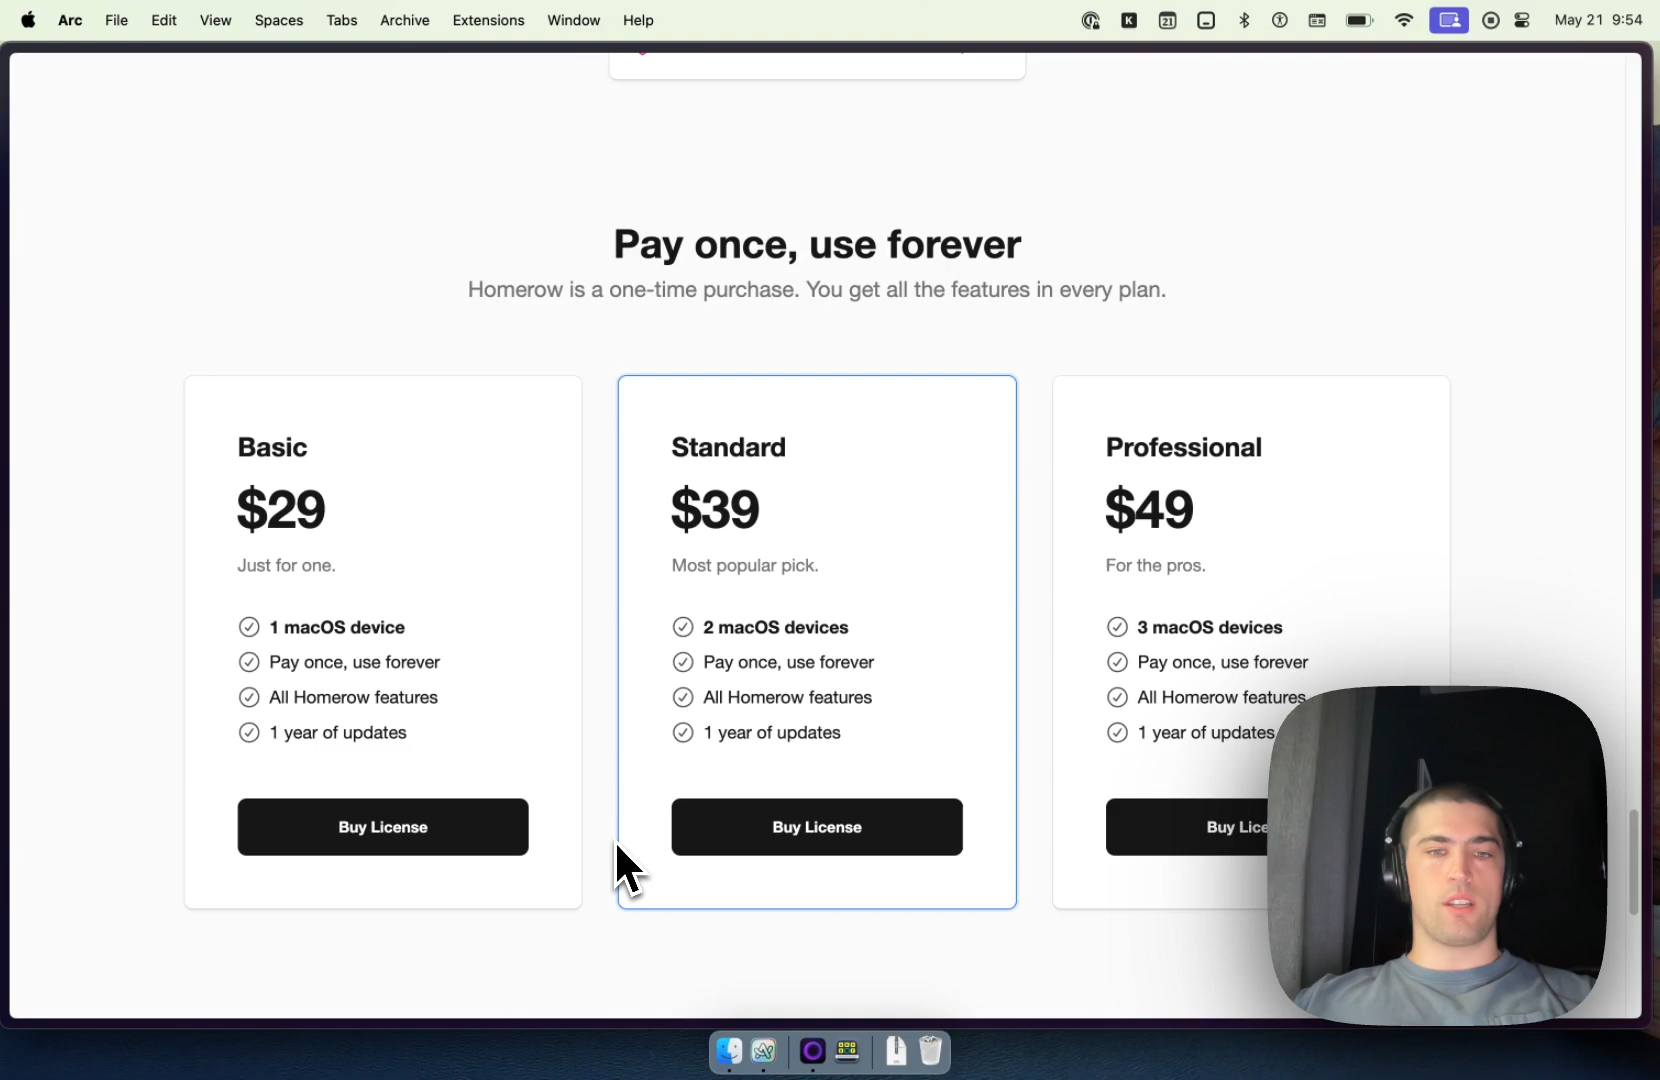 Arc File Edit View Spaces Tabs Archive Extensions Window Help K 21 May 21 9:54
Pay once, use forever
Homerow is a one-time purchase. You get all the features in every plan.
Basic
$29
Just for one.
1 macOS device
Pay once, use forever
All Homerow features
1 year of updates
Buy License
Standard
$39
Most popular pick.
2 macOS devices
Pay once, use forever
All Homerow features
1 year of updates
Buy License
Professional
$49
For the pros.
3 macOS devices
Pay once, use forever
All Homerow features
1 year of updates
Buy